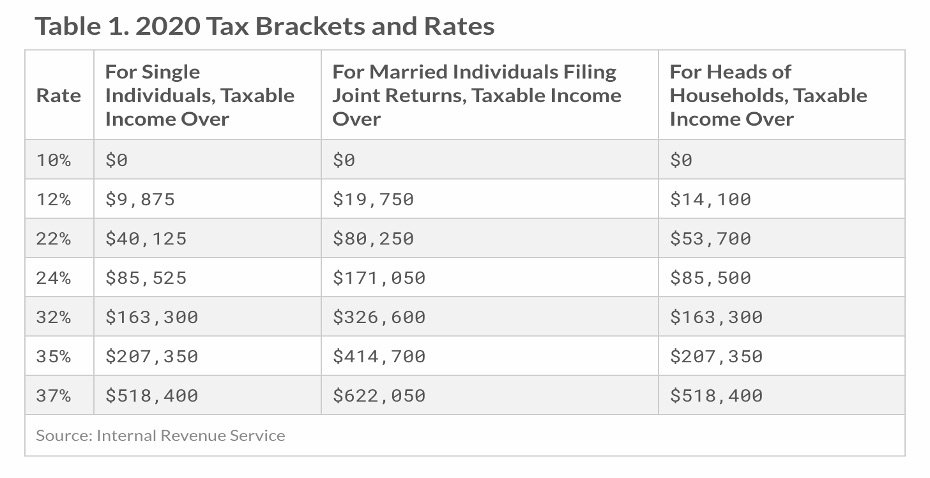 Table 1. 2020 Tax Brackets and Rates
Rate
For Single
Individuals, Taxable
Income Over
For Married Individuals Filing
Joint Returns, Taxable Income
Over
For Heads of
Households, Taxable
Income Over
10% $0 $0 $0
12% $9,875 $19,750 $14,100
22% $40,125 $80,250 $53,700
24% $85,525 $171,050 $85,500
32% $163,300 $326,600 $163,300
35% $207,350 $414,700 $207,350
37% $518,400 $622,050 $518,400
Source: Internal Revenue Service